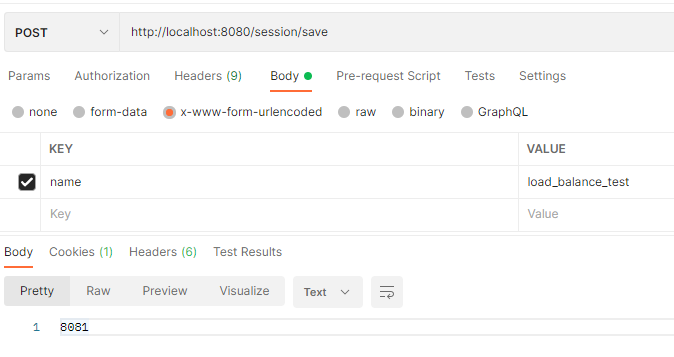 POST http://localhost:8080/session/save
Params Authorization Headers (9) Body Pre-request Script Tests Settings
none form-data x-www-form-urlencoded raw binary GraphQL
KEY VALUE
name load_balance_test
Key Value
Body Cookies (1) Headers (6) Test Results
Pretty Raw Preview Visualize Text
1 8081